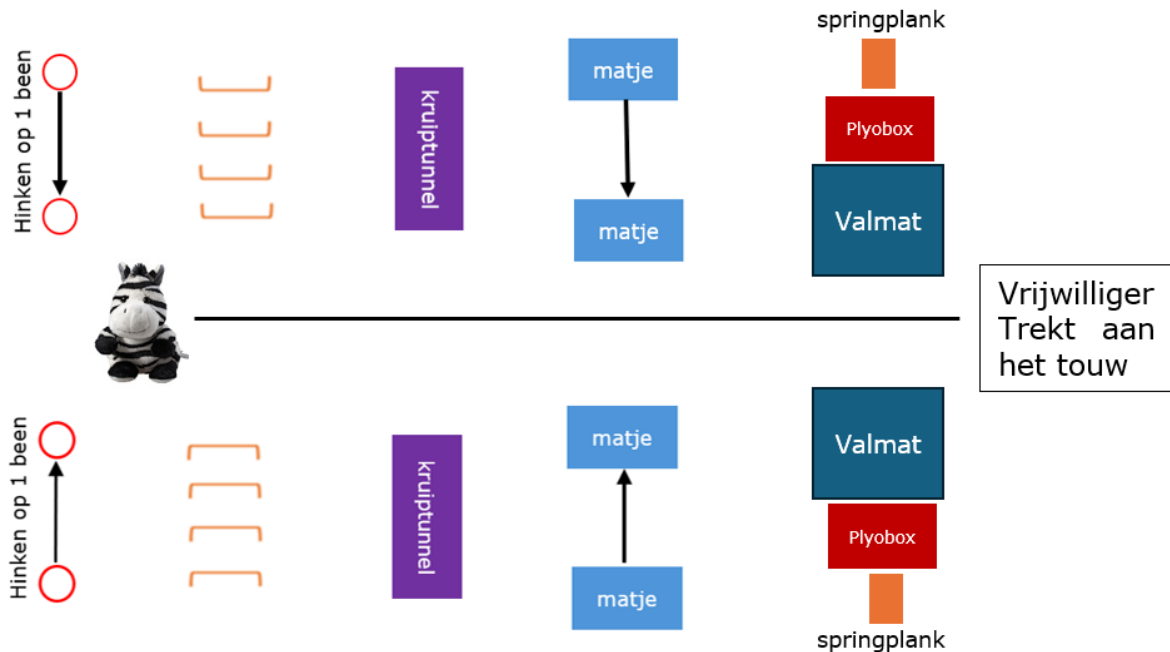 springplank
Hinken op 1 been
kruiptunnel
matje
matje
Plyobox
Valmat
Vrijwilliger
Trekt aan
het touw
Hinken op 1 been
kruiptunnel
matje
matje
Valmat
Plyobox
springplank